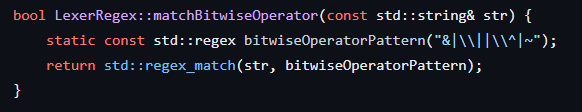 bool LexerRegex::matchBitwiseOperator(const std::string& str) {
    static const std::regex bitwiseOperatorPattern("&|\\||\\^|~");
    return std::regex_match(str, bitwiseOperatorPattern);
}